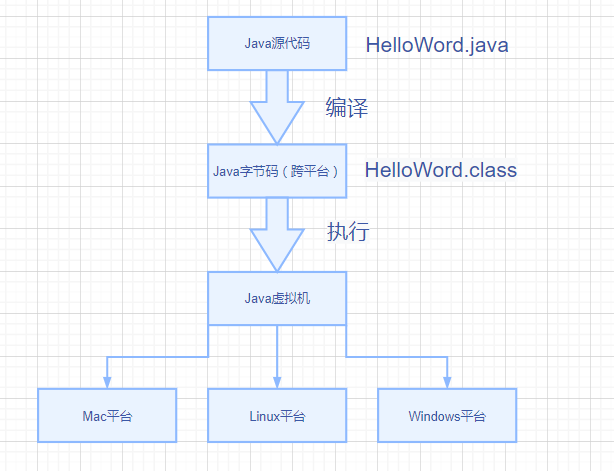 Java源代码
HelloWord.java
编译
Java字节码（跨平台）
HelloWord.class
执行
Java虚拟机
Mac平台
Linux平台
Windows平台